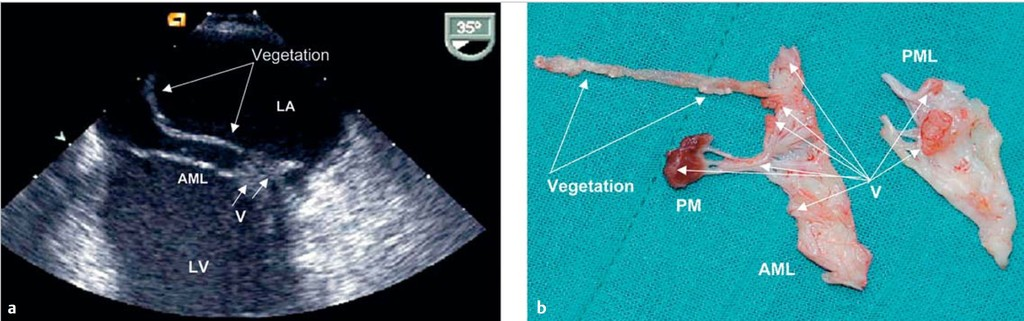 35°
Vegetation
LA
AML
V
LV
a
b
PML
Vegetation
PM
V
AML